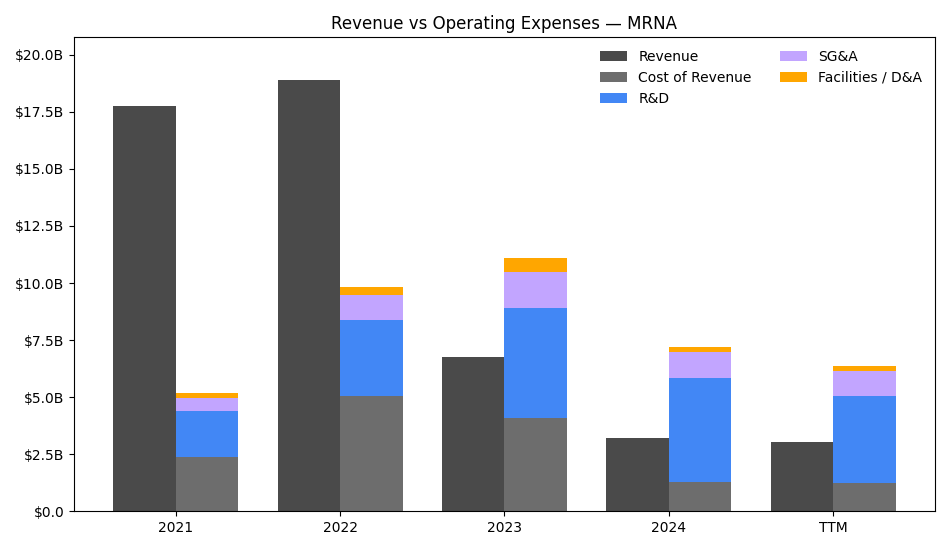 Revenue vs Operating Expenses — MRNA
$20.0B
$17.5B
$15.0B
$12.5B
$10.0B
$7.5B
$5.0B
$2.5B
$0.0
Revenue
Cost of Revenue
R&D
SG&A
Facilities / D&A
2021
2022
2023
2024
TTM